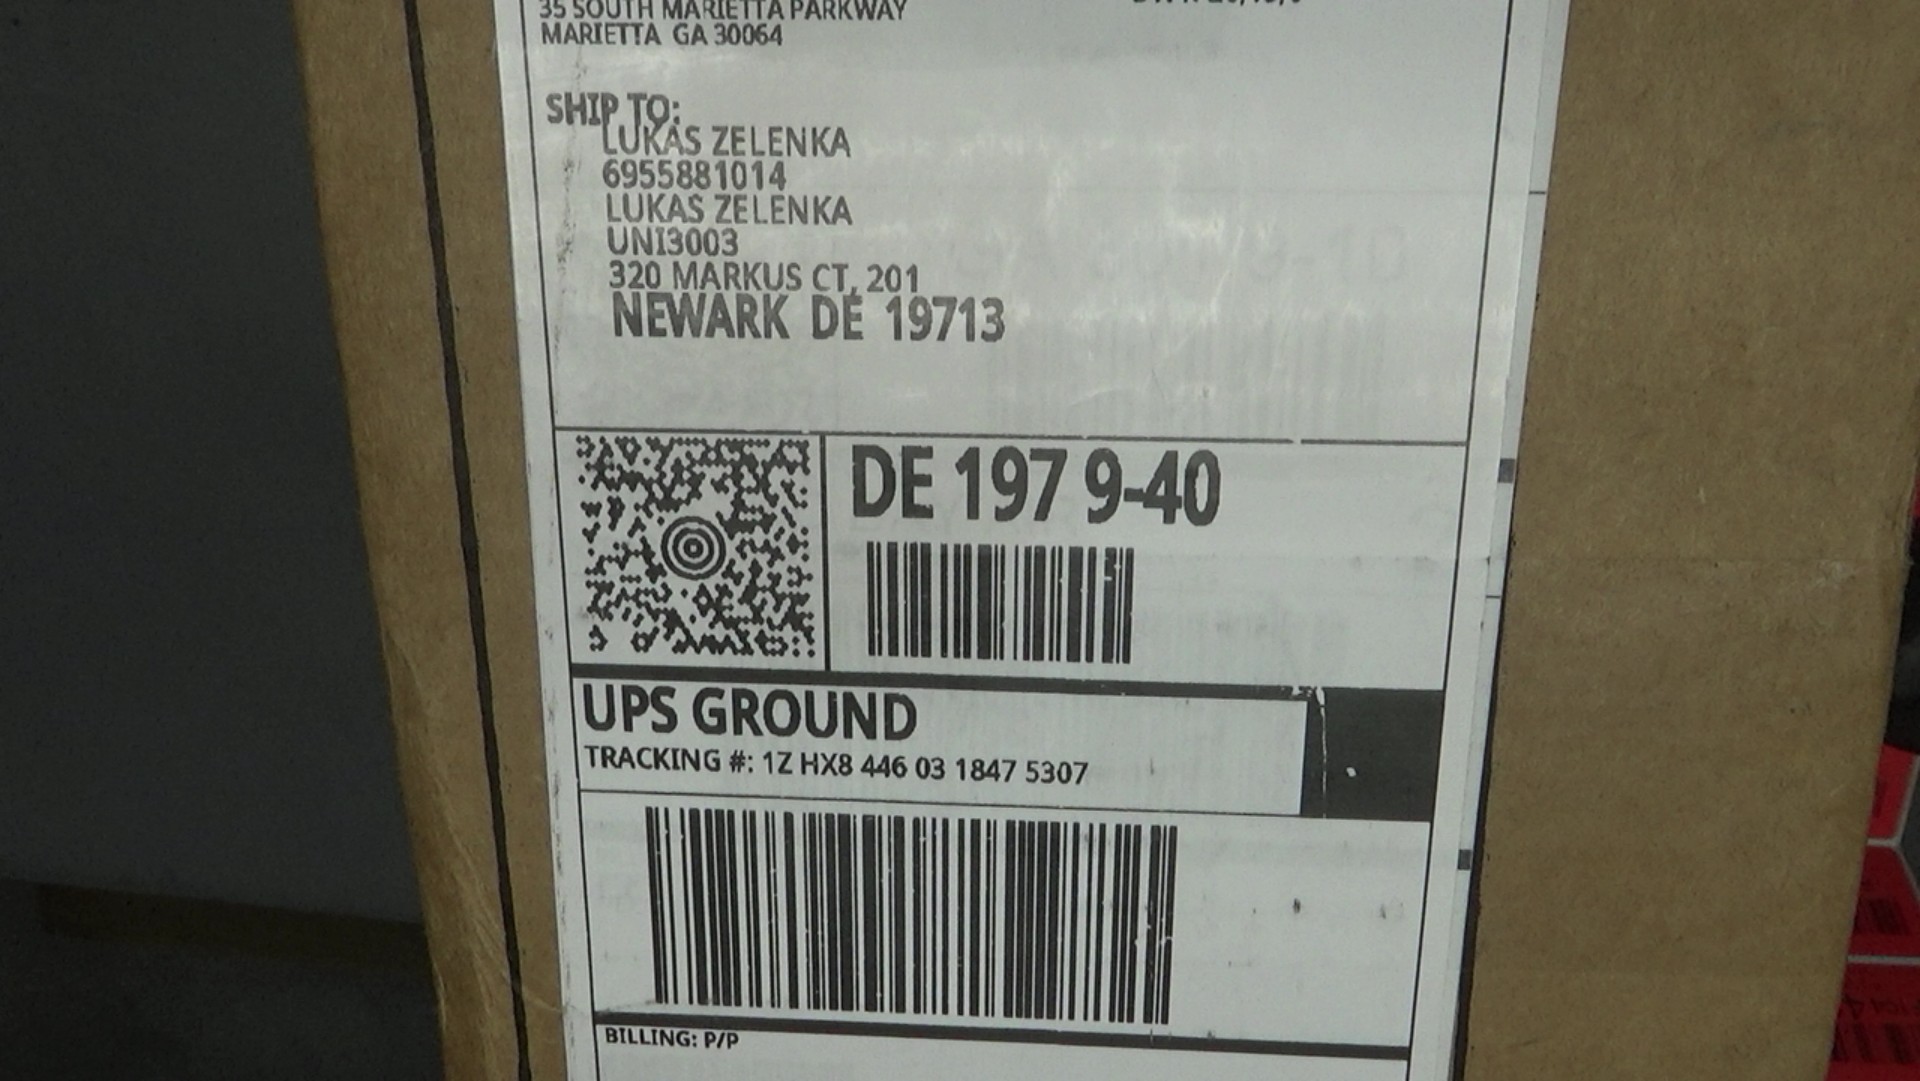 35 SOUTH MARIETTA PARKWAY
MARIETTA GA 30064
SHIP TO:
LUKAS ZELENKA
6955881014
LUKAS ZELENKA
UNI3003
320 MARKUS CT, 201
NEWARK DE 19713
DE 197 9-40
UPS GROUND
TRACKING #: 1Z HX8 446 03 1847 5307
BILLING: P/P